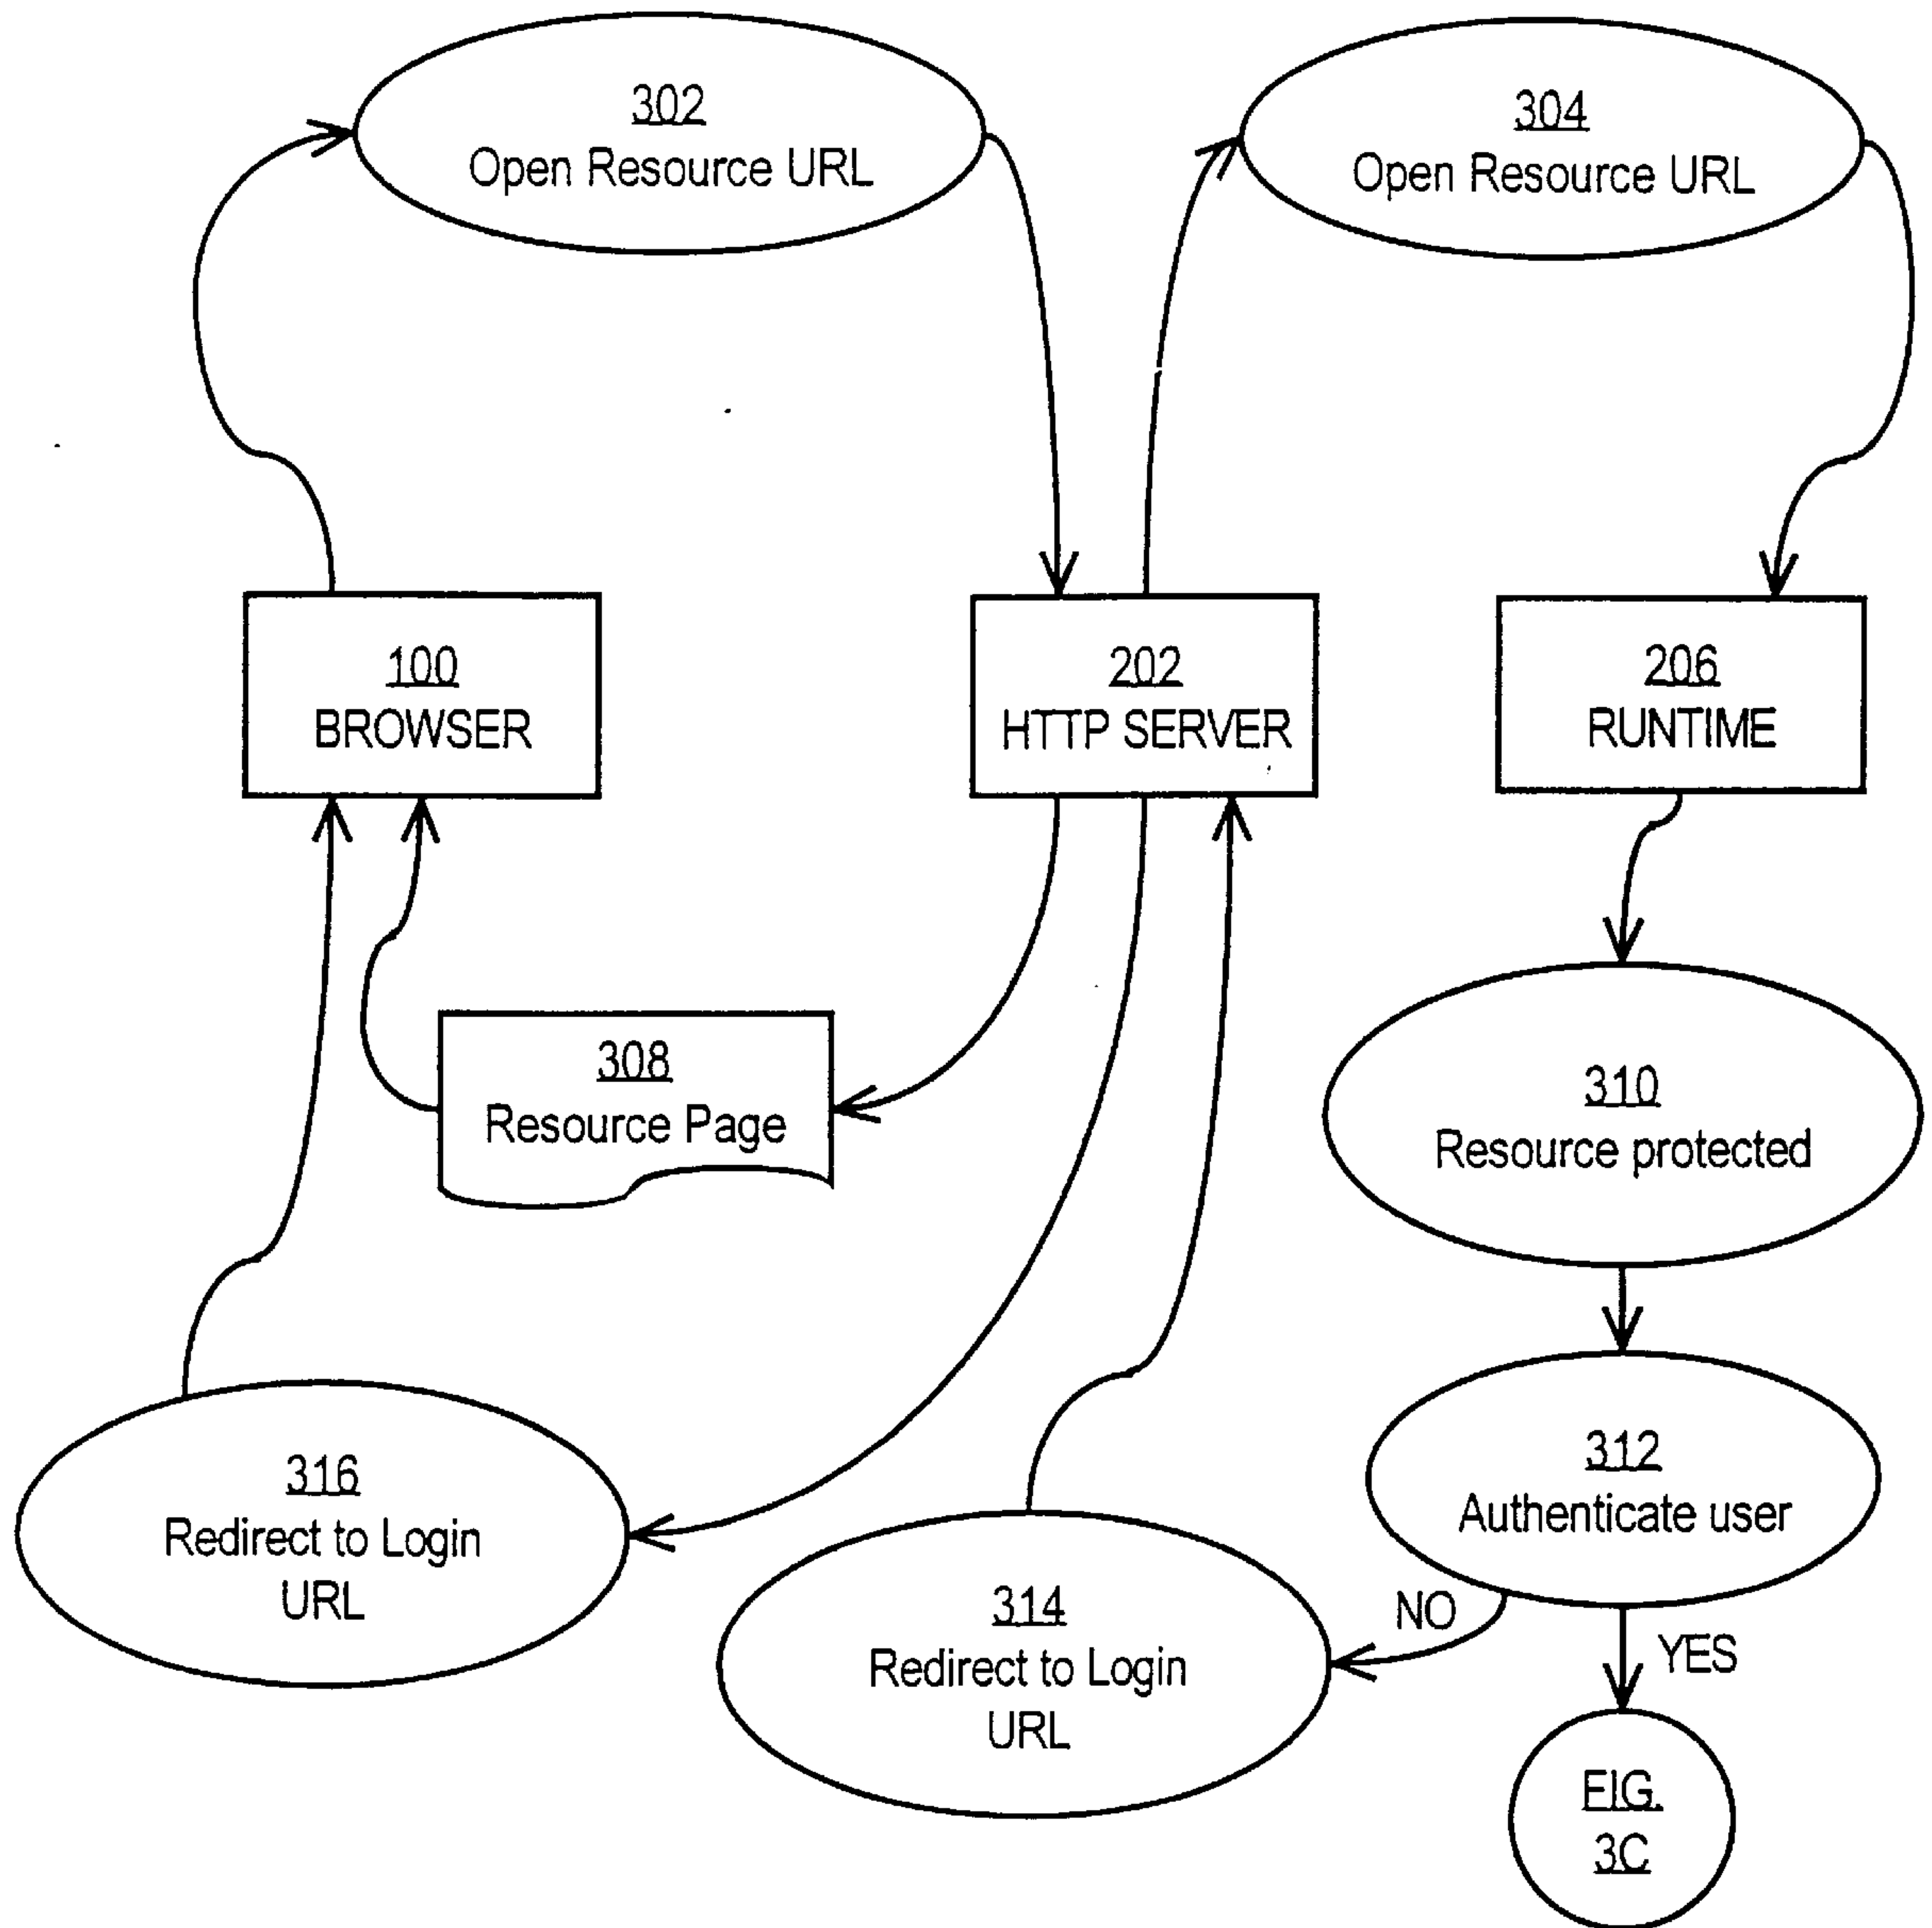 302
Open Resource URL
304
Open Resource URL
100
BROWSER
202
HTTP SERVER
206
RUNTIME
308
Resource Page
310
Resource protected
312
Authenticate user
316
Redirect to Login
URL
314
Redirect to Login
URL
NO
YES
FIG.
3C